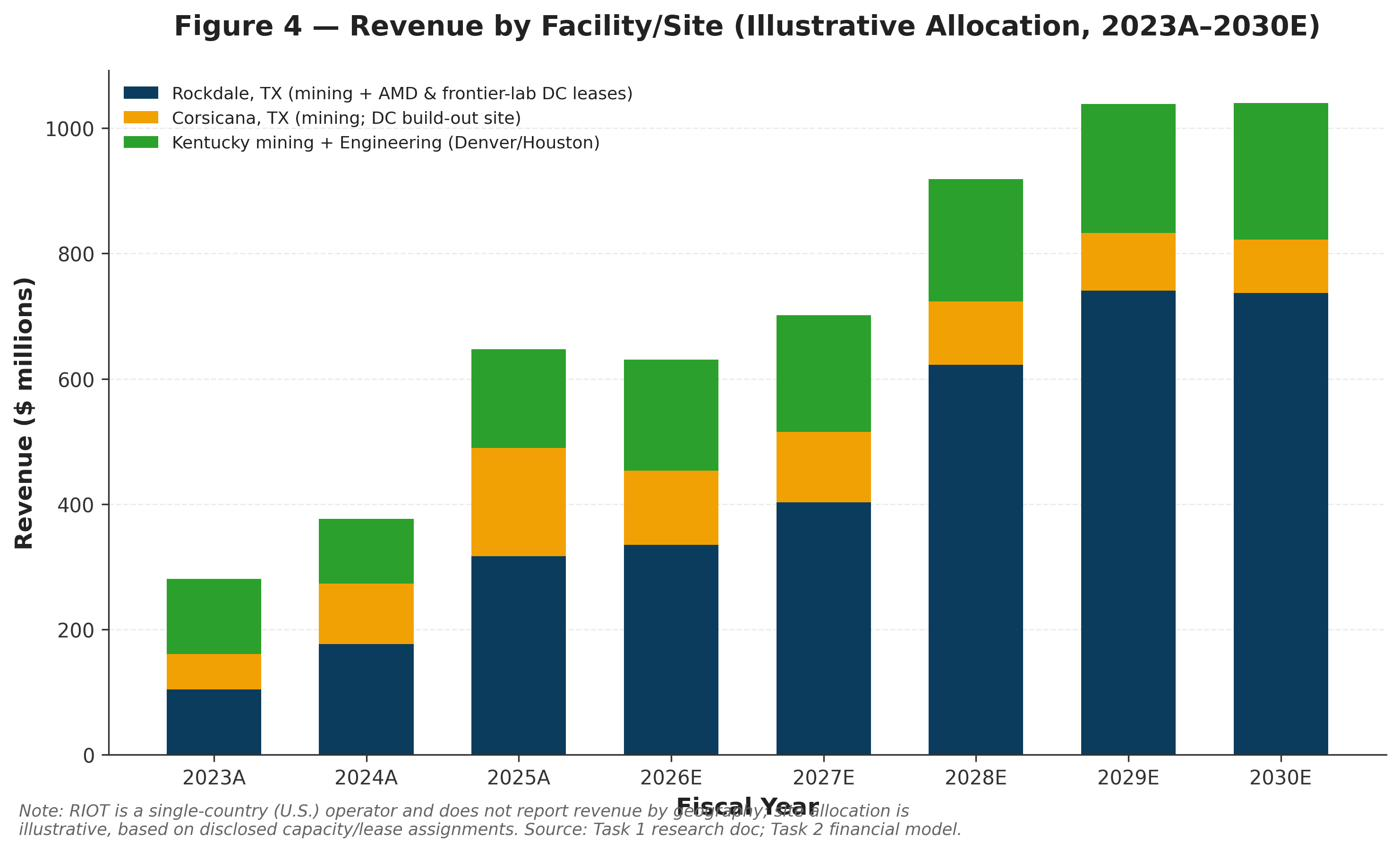 Figure 4 — Revenue by Facility/Site (Illustrative Allocation, 2023A–2030E)
Rockdale, TX (mining + AMD & frontier-lab DC leases)
Corsicana, TX (mining; DC build-out site)
Kentucky mining + Engineering (Denver/Houston)
Revenue ($ millions)
1000
800
600
400
200
0
2023A 2024A 2025A 2026E 2027E 2028E 2029E 2030E
Fiscal Year
Note: RIOT is a single-country (U.S.) operator and does not report revenue by geography; site allocation is
illustrative, based on disclosed capacity/lease assignments. Source: Task 1 research doc; Task 2 financial model.